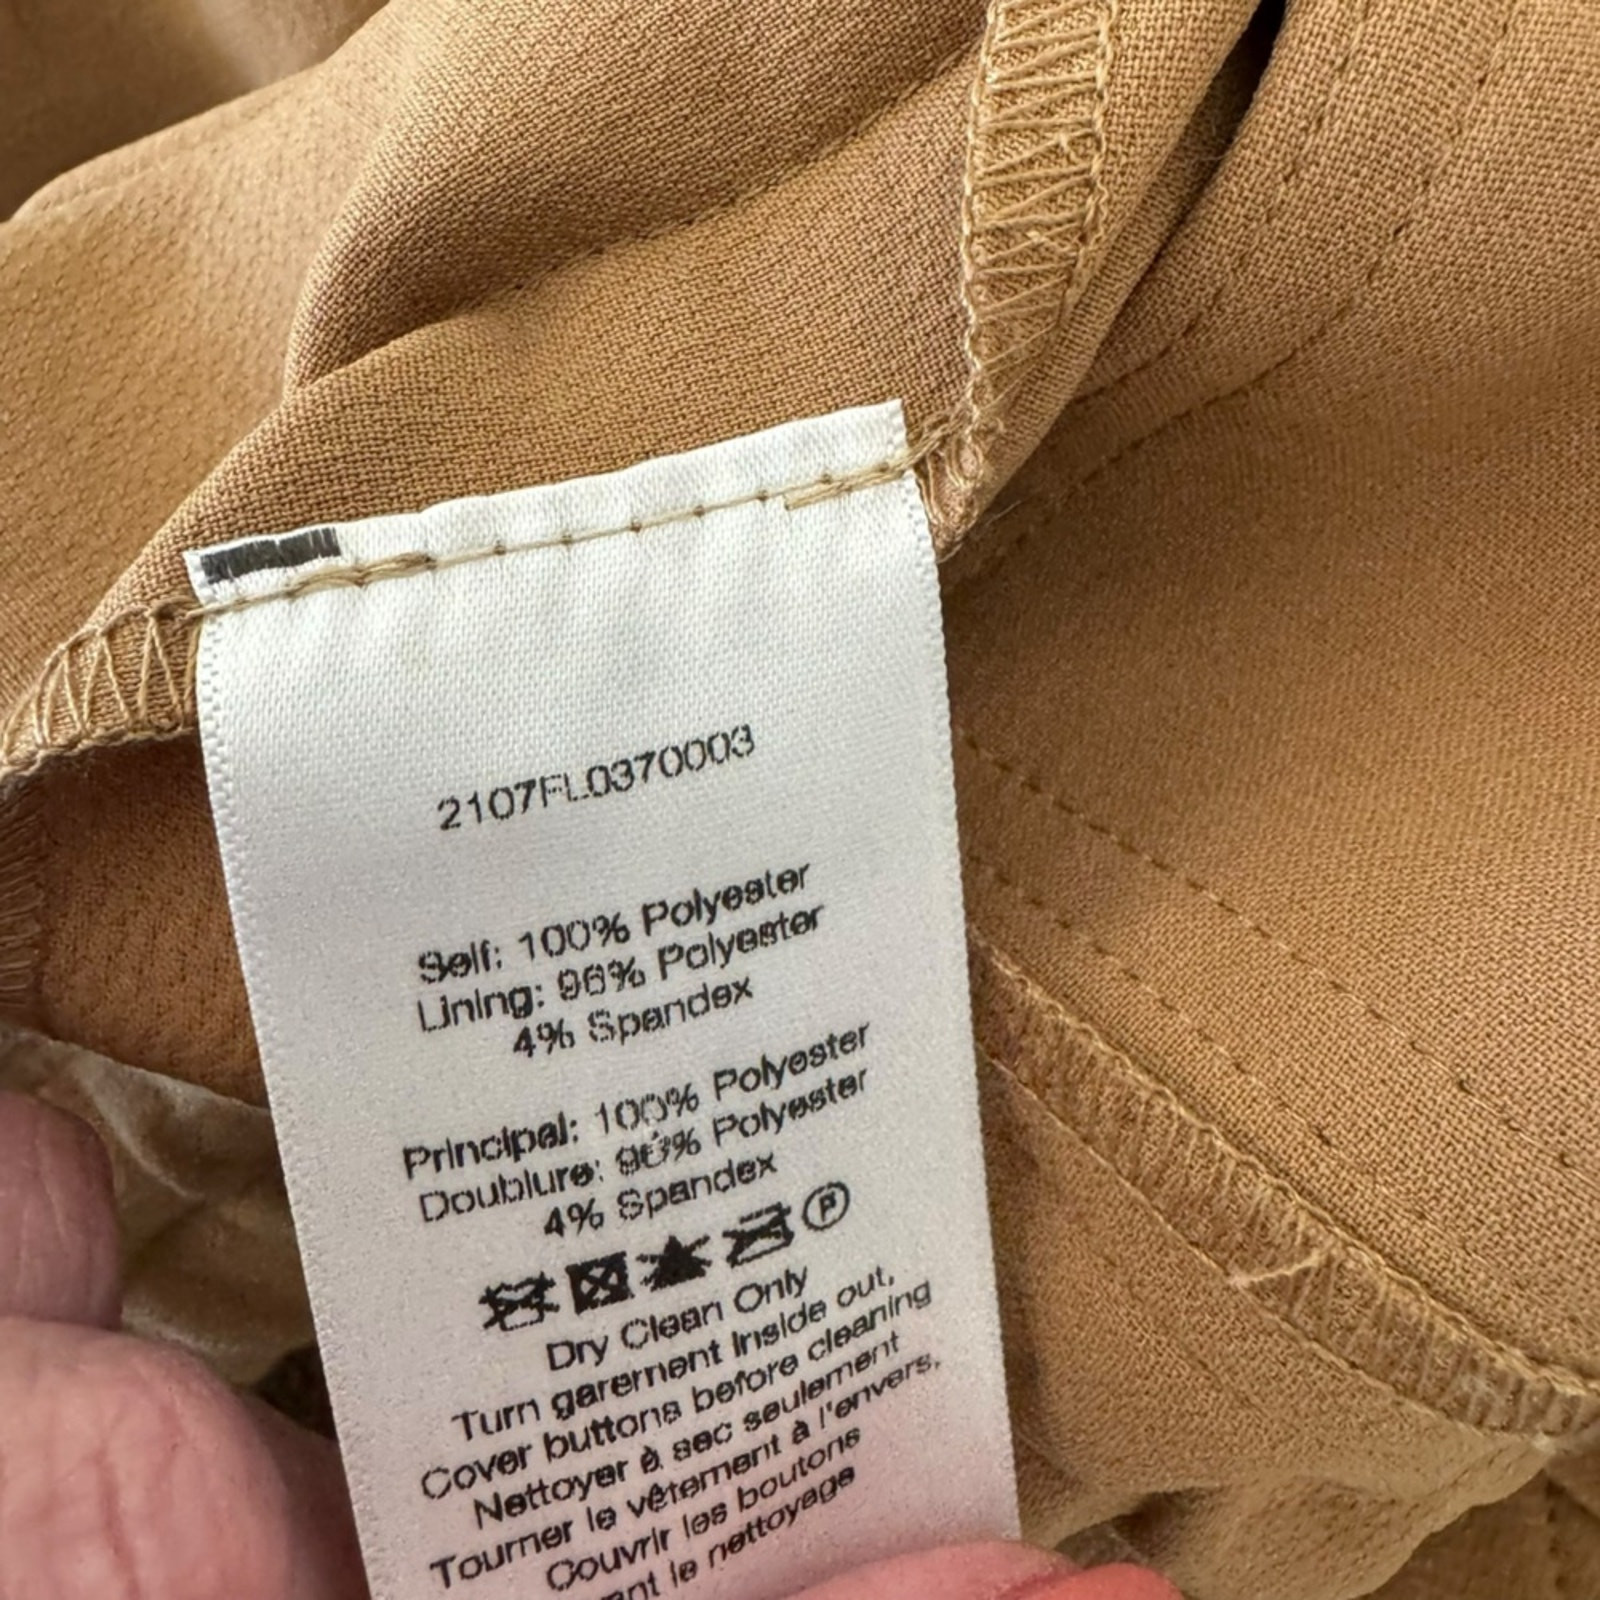 2107FL0370003
Self: 100% Polyester
Lining: 96% Polyester
4% Spandex
Principal: 100% Polyester
Doublure: 96% Polyester
4% Spandex
P
Dry Clean Only
Turn garement Inside out,
Cover buttons before cleaning
Nettoyer à sec seulement
Tourner le vêtement à l'envers,
Couvrir les boutons
le nettoyage